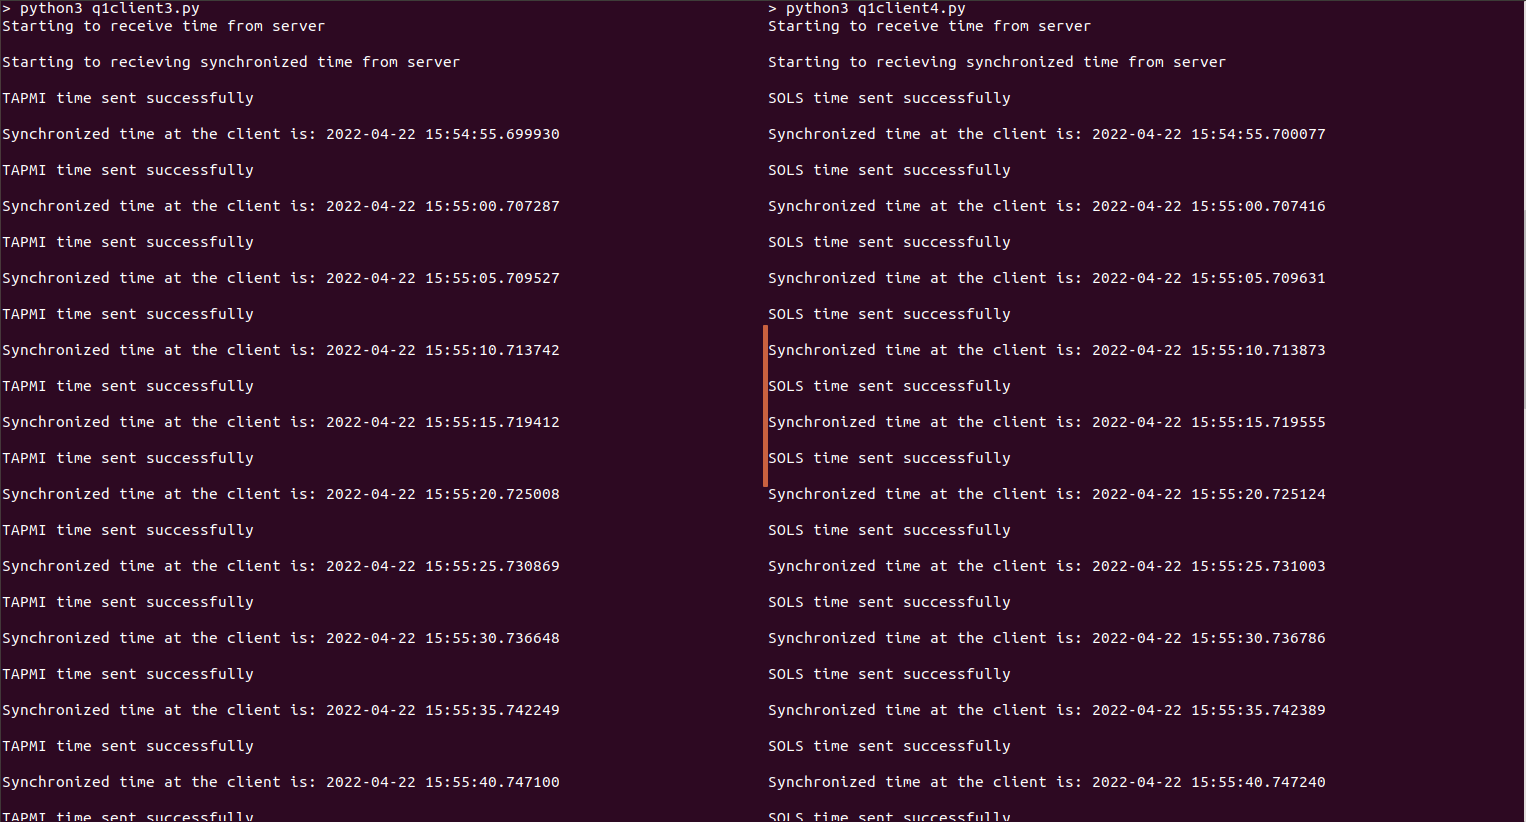 > python3 q1client3.py
Starting to receive time from server
Starting to recieving synchronized time from server
TAPMI time sent successfully
Synchronized time at the client is: 2022-04-22 15:54:55.699930
TAPMI time sent successfully
Synchronized time at the client is: 2022-04-22 15:55:00.707287
TAPMI time sent successfully
Synchronized time at the client is: 2022-04-22 15:55:05.709527
TAPMI time sent successfully
Synchronized time at the client is: 2022-04-22 15:55:10.713742
TAPMI time sent successfully
Synchronized time at the client is: 2022-04-22 15:55:15.719412
TAPMI time sent successfully
Synchronized time at the client is: 2022-04-22 15:55:20.725008
TAPMI time sent successfully
Synchronized time at the client is: 2022-04-22 15:55:25.730869
TAPMI time sent successfully
Synchronized time at the client is: 2022-04-22 15:55:30.736648
TAPMI time sent successfully
Synchronized time at the client is: 2022-04-22 15:55:35.742249
TAPMI time sent successfully
Synchronized time at the client is: 2022-04-22 15:55:40.747100
TAPMI time sent successfully
> python3 q1client4.py
Starting to receive time from server
Starting to recieving synchronized time from server
SOLS time sent successfully
Synchronized time at the client is: 2022-04-22 15:54:55.700077
SOLS time sent successfully
Synchronized time at the client is: 2022-04-22 15:55:00.707416
SOLS time sent successfully
Synchronized time at the client is: 2022-04-22 15:55:05.709631
SOLS time sent successfully
Synchronized time at the client is: 2022-04-22 15:55:10.713873
SOLS time sent successfully
Synchronized time at the client is: 2022-04-22 15:55:15.719555
SOLS time sent successfully
Synchronized time at the client is: 2022-04-22 15:55:20.725124
SOLS time sent successfully
Synchronized time at the client is: 2022-04-22 15:55:25.731003
SOLS time sent successfully
Synchronized time at the client is: 2022-04-22 15:55:30.736786
SOLS time sent successfully
Synchronized time at the client is: 2022-04-22 15:55:35.742389
SOLS time sent successfully
Synchronized time at the client is: 2022-04-22 15:55:40.747240
SOLS time sent successfully